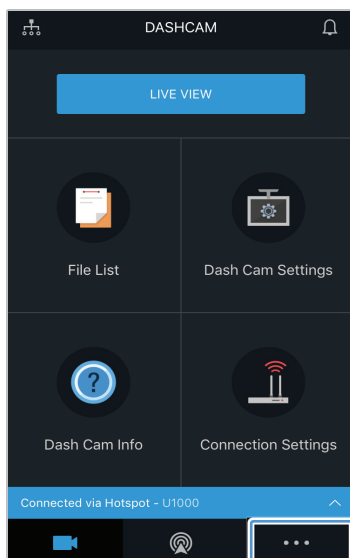 DASHCAM
LIVE VIEW
File List
Dash Cam Settings
?
Dash Cam Info
Connection Settings
Connected via Hotspot - U1000